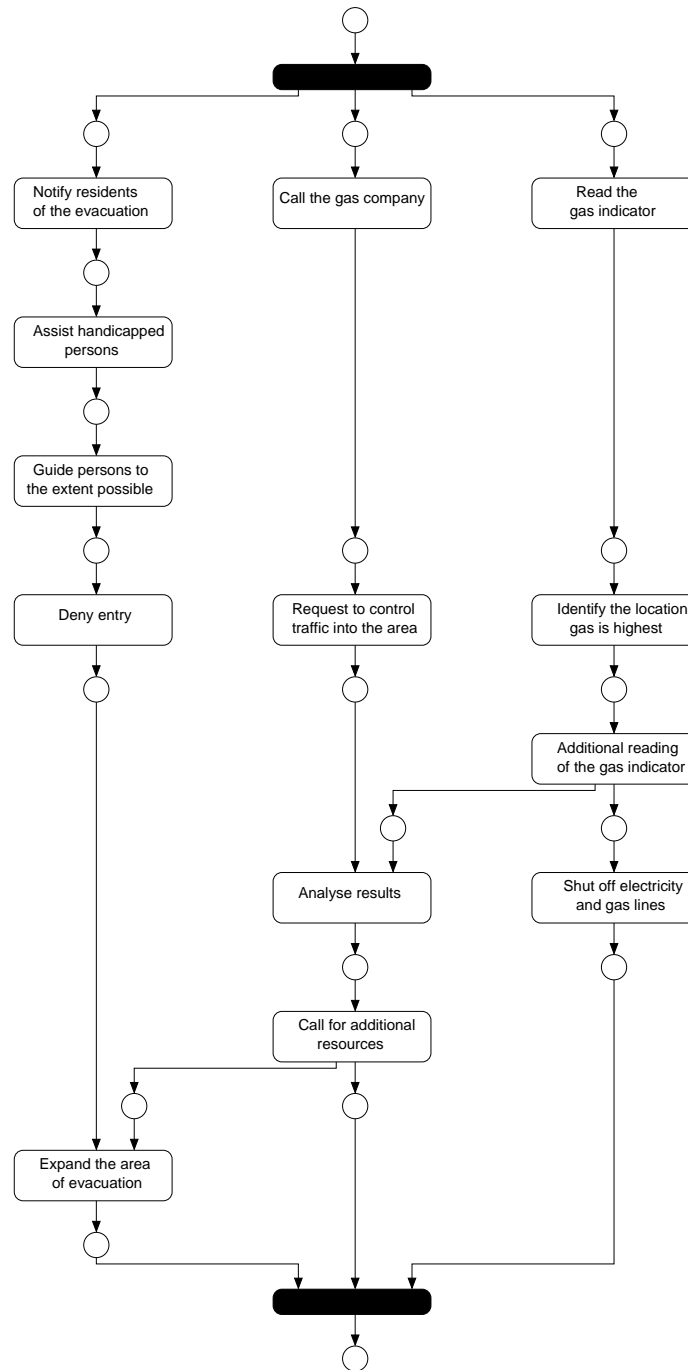 Notify residents
of the evacuation
Call the gas company
Read the
gas indicator
Assist handicapped
persons
Guide persons to
the extent possible
Deny entry
Request to control
traffic into the area
Identify the location
gas is highest
Additional reading
of the gas indicator
Analyse results
Shut off electricity
and gas lines
Call for additional
resources
Expand the area
of evacuation